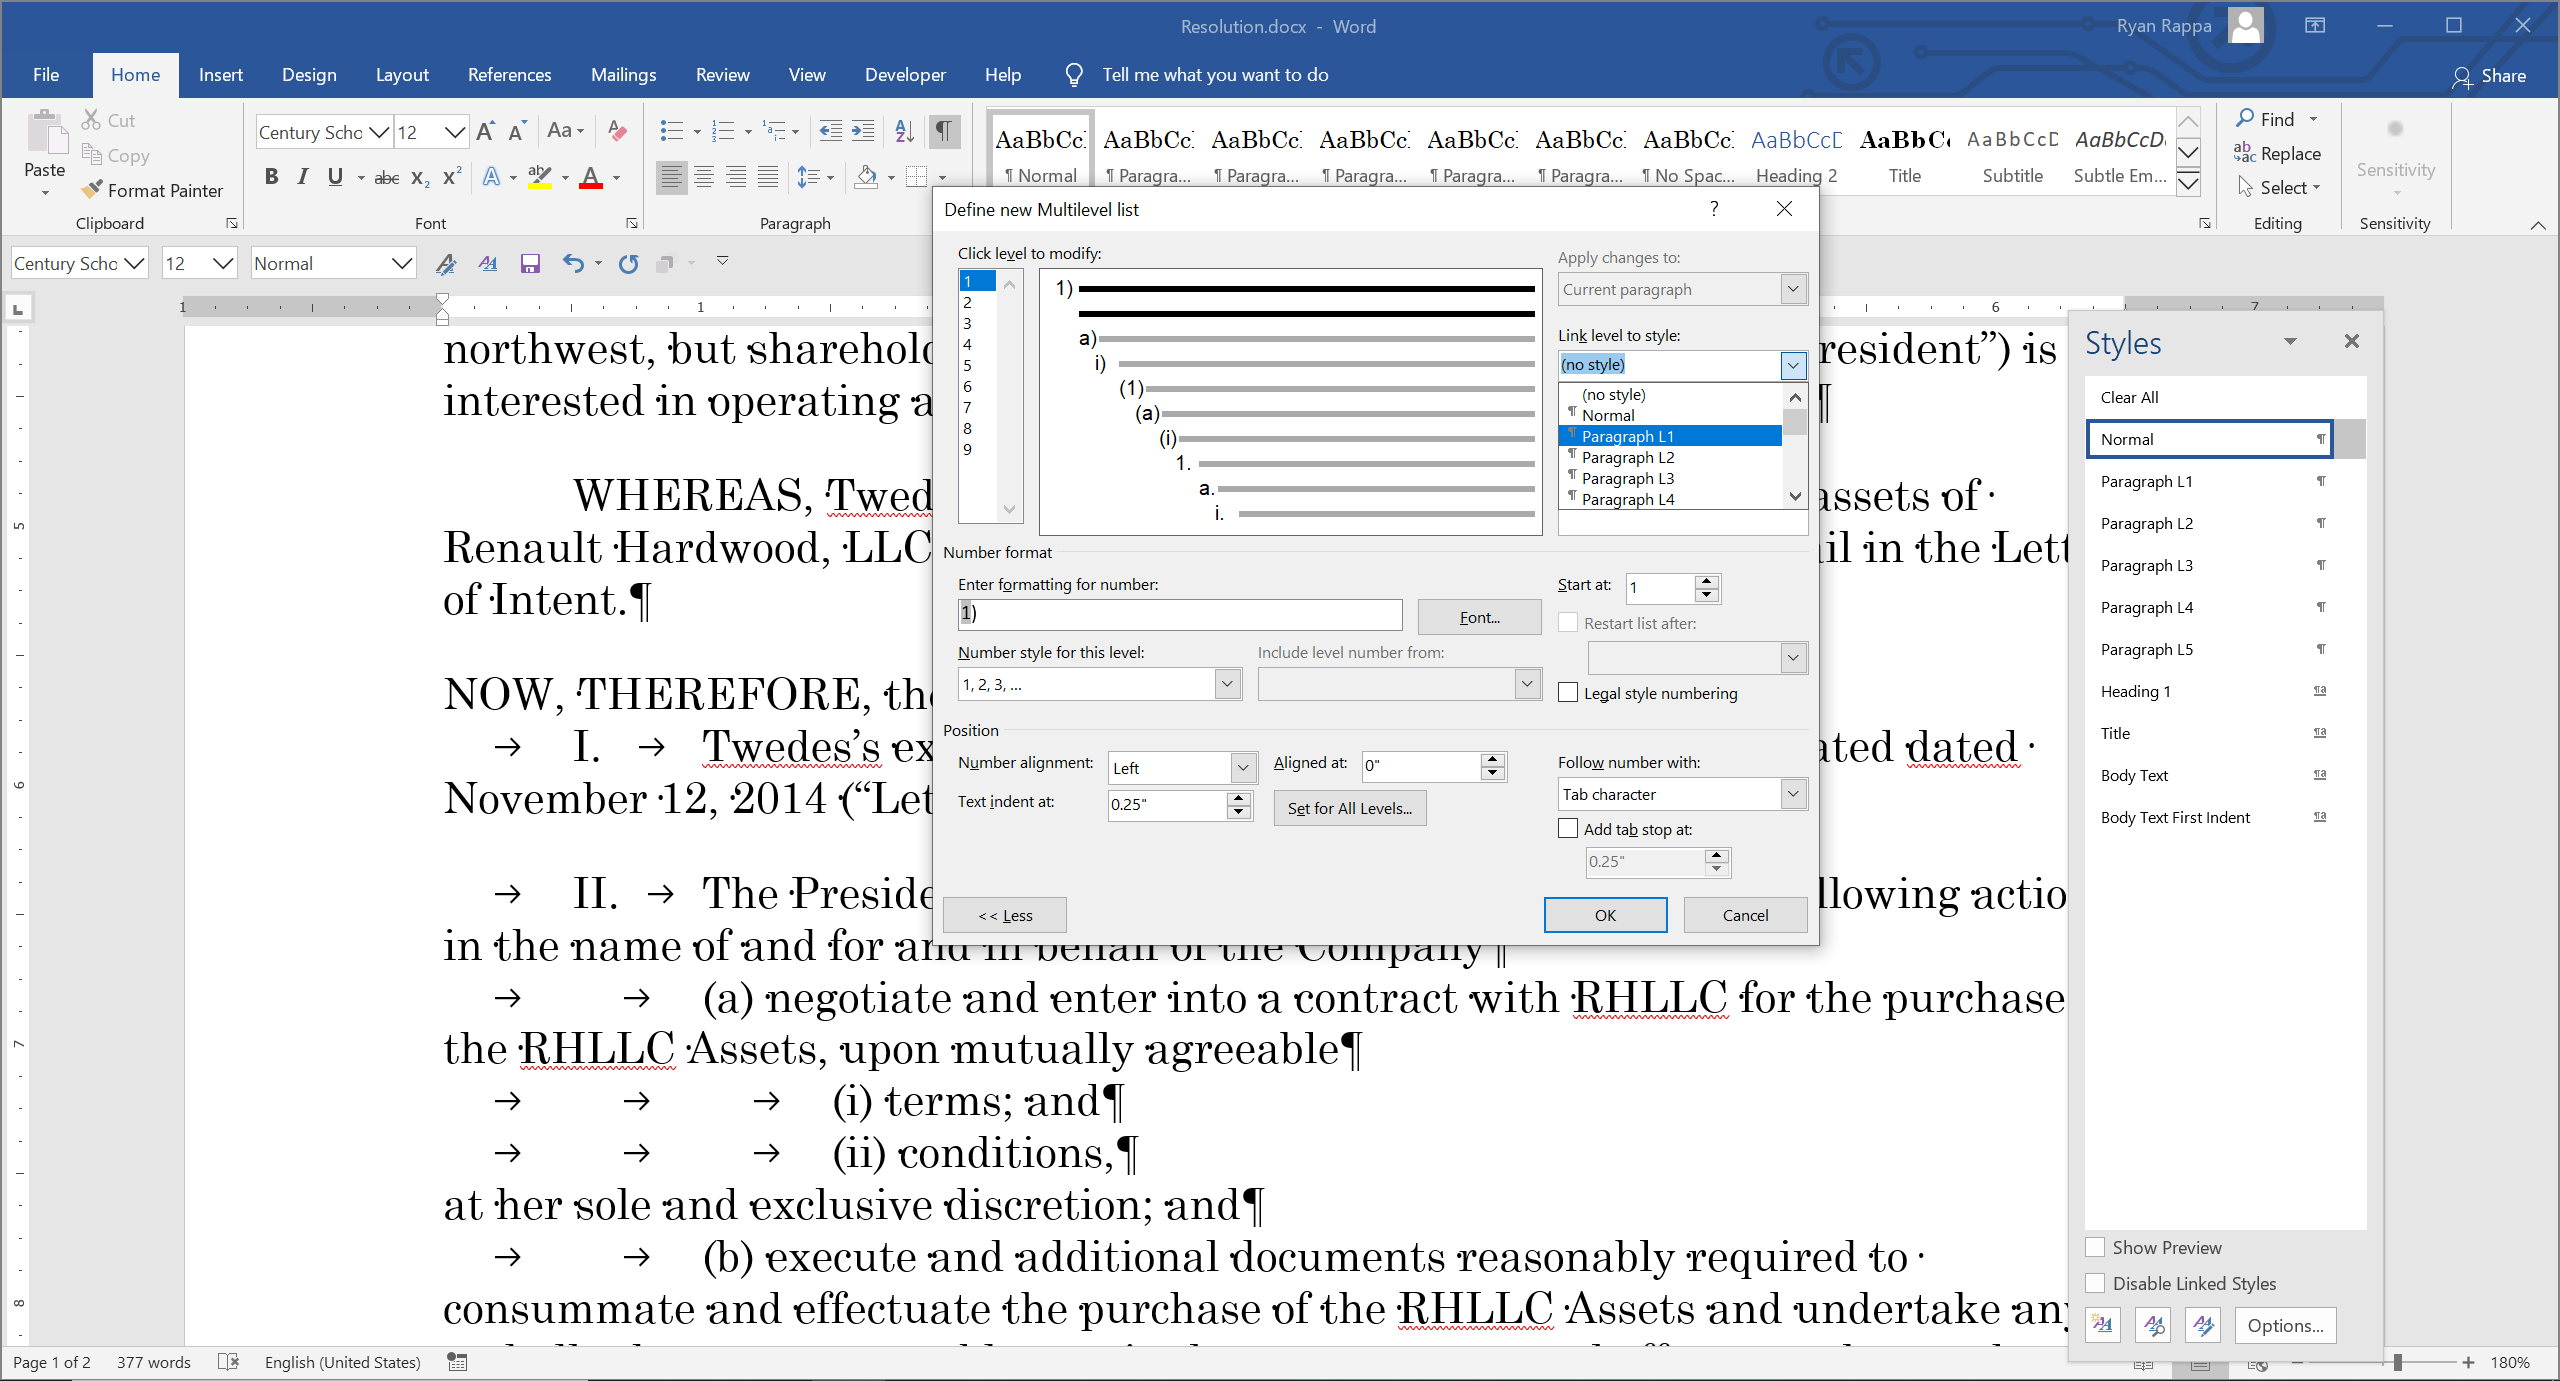 Resolution.docx - Word
Ryan Rappa
File Home Insert Design Layout References Mailings Review View Developer Help Tell me what you want to do
Share
Paste
Cut
Copy
Format Painter
Clipboard
Century Scho 12
Font
Paragraph
AaBbCc AaBbCc AaBbCc AaBbCc AaBbCc AaBbCc AaBbCc AaBbCcD AaBbCc AaBbCcD AaBbCcD
¶ Normal ¶ Paragra... ¶ Paragra... ¶ Paragra... ¶ Paragra... ¶ Paragra... ¶ No Spac... Heading 2 Title Subtitle Subtle Em...
Find
Replace
Select
Editing
Sensitivity
Sensitivity
Century Scho 12 Normal
1 1 6 7
Define new Multilevel list ?
Click level to modify:
1
2
3
4
5
6
7
8
9
1)
a)
i)
(1)
(a)
(i)
1.
a.
i.
Apply changes to:
Current paragraph
Link level to style:
(no style)
(no style)
¶ Normal
¶ Paragraph L1
¶ Paragraph L2
¶ Paragraph L3
¶ Paragraph L4
Number format
Enter formatting for number:
1)
Font...
Number style for this level:
1, 2, 3, ...
Include level number from:
Start at: 1
Restart list after:
Legal style numbering
Position
Number alignment: Left
Aligned at: 0"
Text indent at: 0.25"
Set for All Levels...
Follow number with:
Tab character
Add tab stop at:
0.25"
<< Less
OK
Cancel
northwest, but sharehol resident”) is
interested in operating a ¶
WHEREAS, Twed assets of
Renault Hardwood, LLC il in the Lett
of Intent.¶
NOW, THEREFORE, the
→ I. → Twedes’s ex ated dated
November 12, 2014 (“Let
→ II. → The Preside llowing actio
in the name of and for and in behalf of the Company¶
→ → (a) negotiate and enter into a contract with RHLLC for the purchase
the RHLLC Assets, upon mutually agreeable¶
→ → → (i) terms; and¶
→ → → (ii) conditions,¶
at her sole and exclusive discretion; and¶
→ → (b) execute and additional documents reasonably required to
consummate and effectuate the purchase of the RHLLC Assets and undertake any
5
6
7
8
Styles
Clear All
Normal ¶
Paragraph L1 ¶
Paragraph L2 ¶
Paragraph L3 ¶
Paragraph L4 ¶
Paragraph L5 ¶
Heading 1 ¶a
Title ¶a
Body Text ¶a
Body Text First Indent ¶a
Show Preview
Disable Linked Styles
Options...
Page 1 of 2 377 words English (United States) 180%